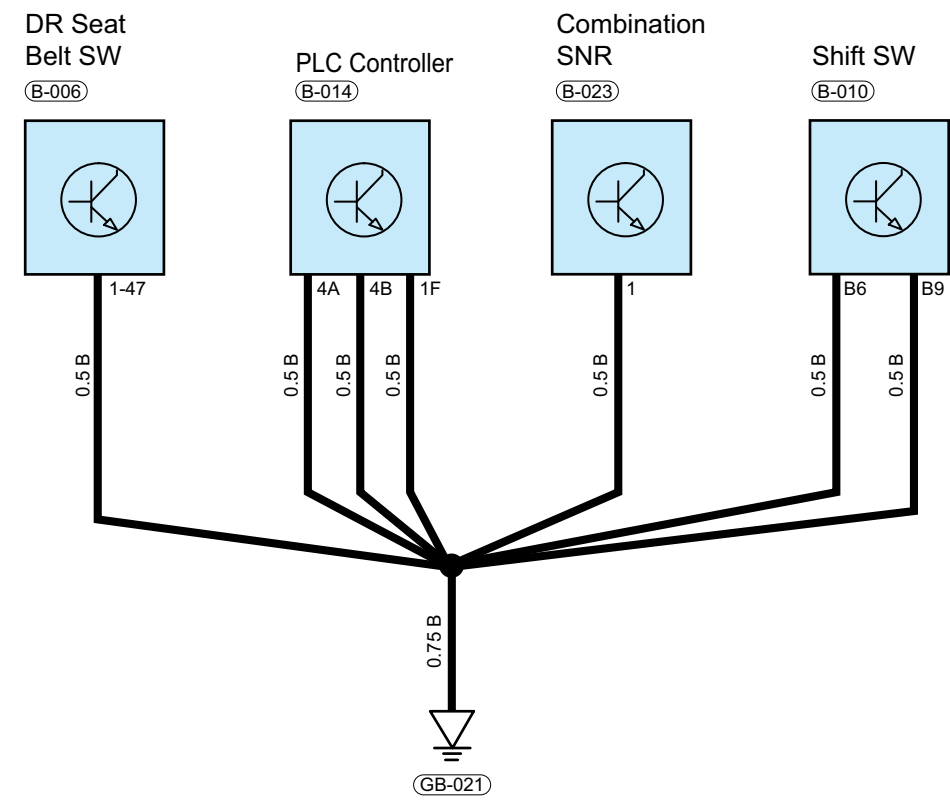 DR Seat
Belt SW
B-006
PLC Controller
B-014
Combination
SNR
B-023
Shift SW
B-010
1-47
4A
4B
1F
1
B6
B9
0.5 B
0.5 B
0.5 B
0.5 B
0.5 B
0.5 B
0.5 B
0.75 B
GB-021